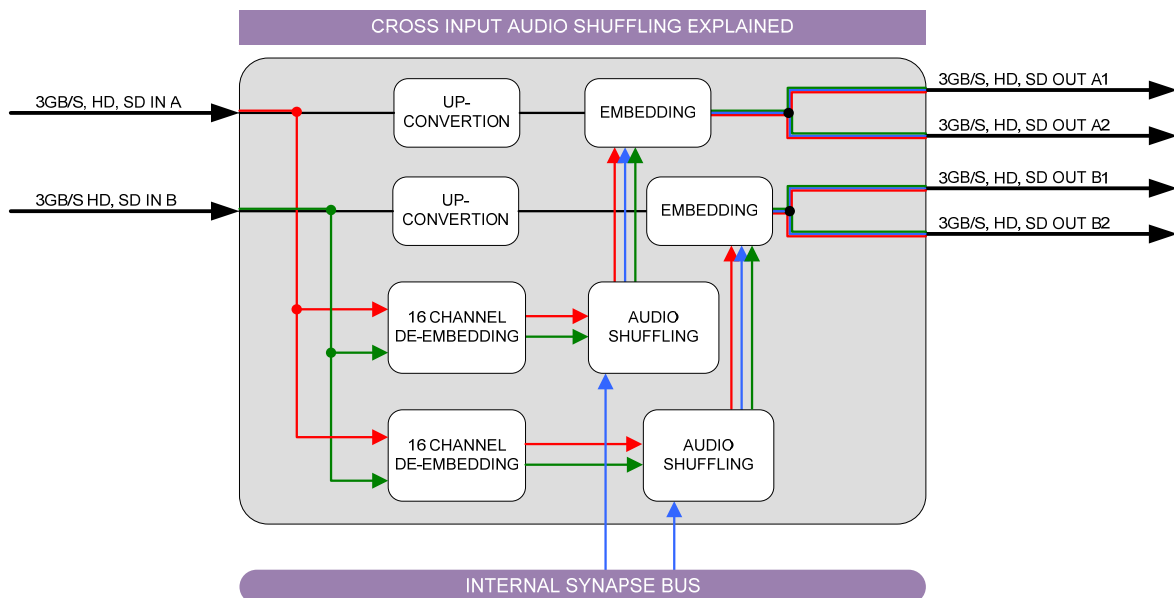 CROSS INPUT AUDIO SHUFFLING EXPLAINED
3GB/S, HD, SD IN A
UP-
CONVERTION
EMBEDDING
3GB/S, HD, SD OUT A1
3GB/S, HD, SD OUT A2
3GB/S HD, SD IN B
UP-
CONVERTION
EMBEDDING
3GB/S, HD, SD OUT B1
3GB/S, HD, SD OUT B2
16 CHANNEL
DE-EMBEDDING
AUDIO
SHUFFLING
16 CHANNEL
DE-EMBEDDING
AUDIO
SHUFFLING
INTERNAL SYNAPSE BUS